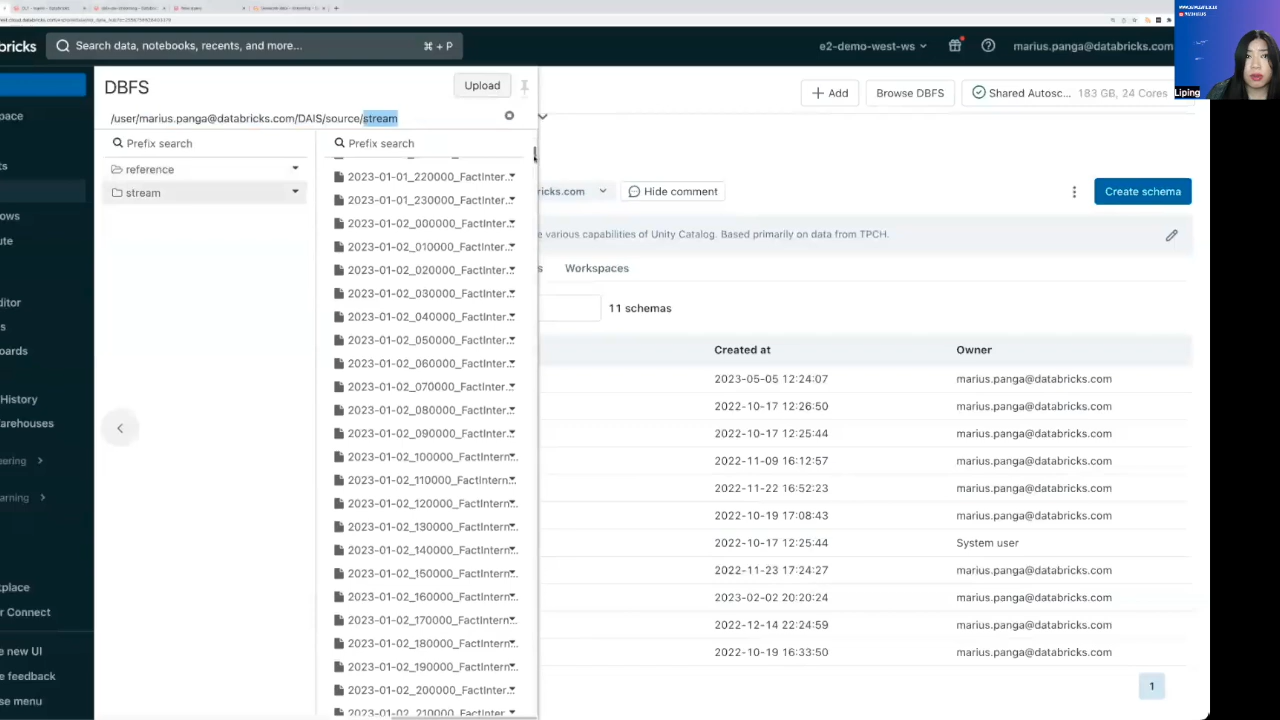 bricks
Search data, notebooks, recents, and more...
⌘ + P
e2-demo-west-ws
marius.panga@databricks.com
Liping
DBFS
Upload
/user/marius.panga@databricks.com/DAIS/source/stream
Prefix search
Prefix search
reference
stream
2023-01-01_220000_FactInter...
2023-01-01_230000_FactInter...
2023-01-02_000000_FactInter...
2023-01-02_010000_FactInter...
2023-01-02_020000_FactInter...
2023-01-02_030000_FactInter...
2023-01-02_040000_FactInter...
2023-01-02_050000_FactInter...
2023-01-02_060000_FactInter...
2023-01-02_070000_FactInter...
2023-01-02_080000_FactInter...
2023-01-02_090000_FactInter...
2023-01-02_100000_FactIntern...
2023-01-02_110000_FactIntern...
2023-01-02_120000_FactIntern...
2023-01-02_130000_FactIntern...
2023-01-02_140000_FactIntern...
2023-01-02_150000_FactIntern...
2023-01-02_160000_FactIntern...
2023-01-02_170000_FactIntern...
2023-01-02_180000_FactIntern...
2023-01-02_190000_FactIntern...
2023-01-02_200000_FactInter...
2023-01-02_210000_FactInter...
pace
ts
ows
ute
ditor
s
oards
History
arehouses
eering
arning
tplace
r Connect
e new UI
e feedback
se menu
Add
Browse DBFS
Shared Autosc... 183 GB, 24 Cores
ricks.com
Hide comment
Create schema
e various capabilities of Unity Catalog. Based primarily on data from TPCH.
s
Workspaces
11 schemas
Created at
Owner
2023-05-05 12:24:07 marius.panga@databricks.com
2022-10-17 12:26:50 marius.panga@databricks.com
2022-10-17 12:25:44 marius.panga@databricks.com
2022-11-09 16:12:57 marius.panga@databricks.com
2022-11-22 16:52:23 marius.panga@databricks.com
2022-10-19 17:08:43 marius.panga@databricks.com
2022-10-17 12:25:44 System user
2022-11-23 17:24:27 marius.panga@databricks.com
2023-02-02 20:20:24 marius.panga@databricks.com
2022-12-14 22:24:59 marius.panga@databricks.com
2022-10-19 16:33:50 marius.panga@databricks.com
1